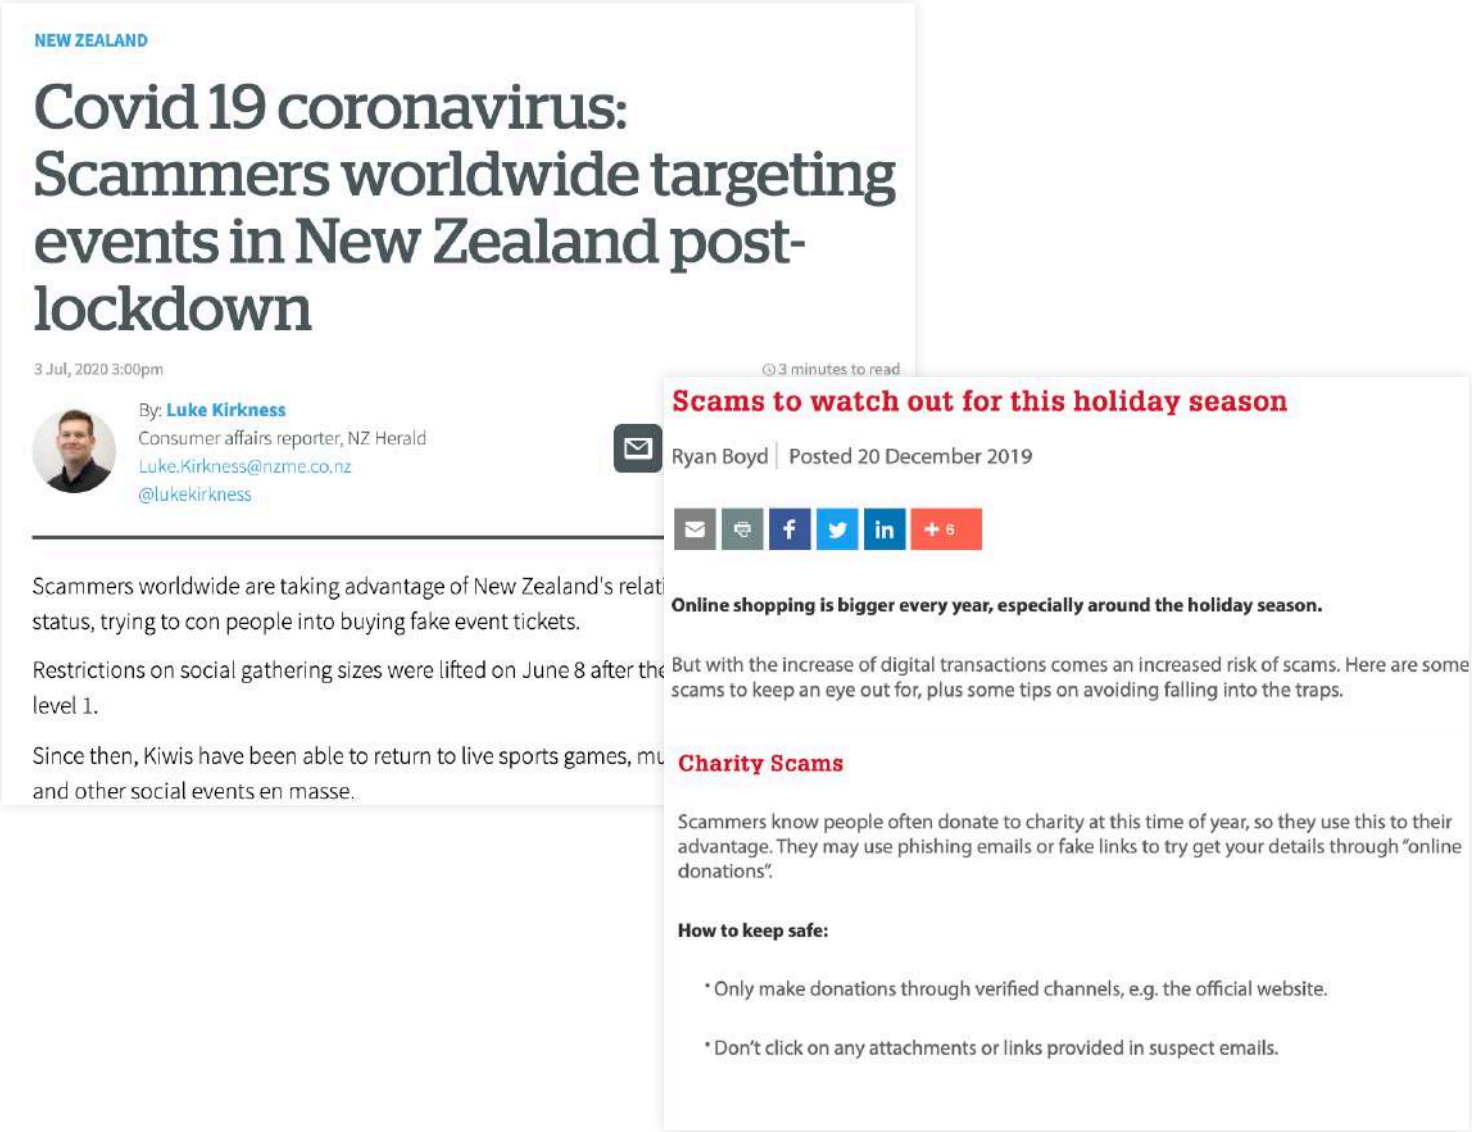 NEW ZEALAND
Covid 19 coronavirus:
Scammers worldwide targeting
events in New Zealand post-
lockdown
3 Jul, 2020 3:00pm
3 minutes to read
By: Luke Kirkness
Consumer affairs reporter, NZ Herald
Luke.Kirkness@nzme.co.nz
@lukekirkness
Scammers worldwide are taking advantage of New Zealand's relati
status, trying to con people into buying fake event tickets.
Restrictions on social gathering sizes were lifted on June 8 after the
level 1.
Since then, Kiwis have been able to return to live sports games, mu
and other social events en masse.
Scams to watch out for this holiday season
Ryan Boyd | Posted 20 December 2019
f in + 6
Online shopping is bigger every year, especially around the holiday season.
But with the increase of digital transactions comes an increased risk of scams. Here are some
scams to keep an eye out for, plus some tips on avoiding falling into the traps.
Charity Scams
Scammers know people often donate to charity at this time of year, so they use this to their
advantage. They may use phishing emails or fake links to try get your details through “online
donations”.
How to keep safe:
• Only make donations through verified channels, e.g. the official website.
• Don't click on any attachments or links provided in suspect emails.